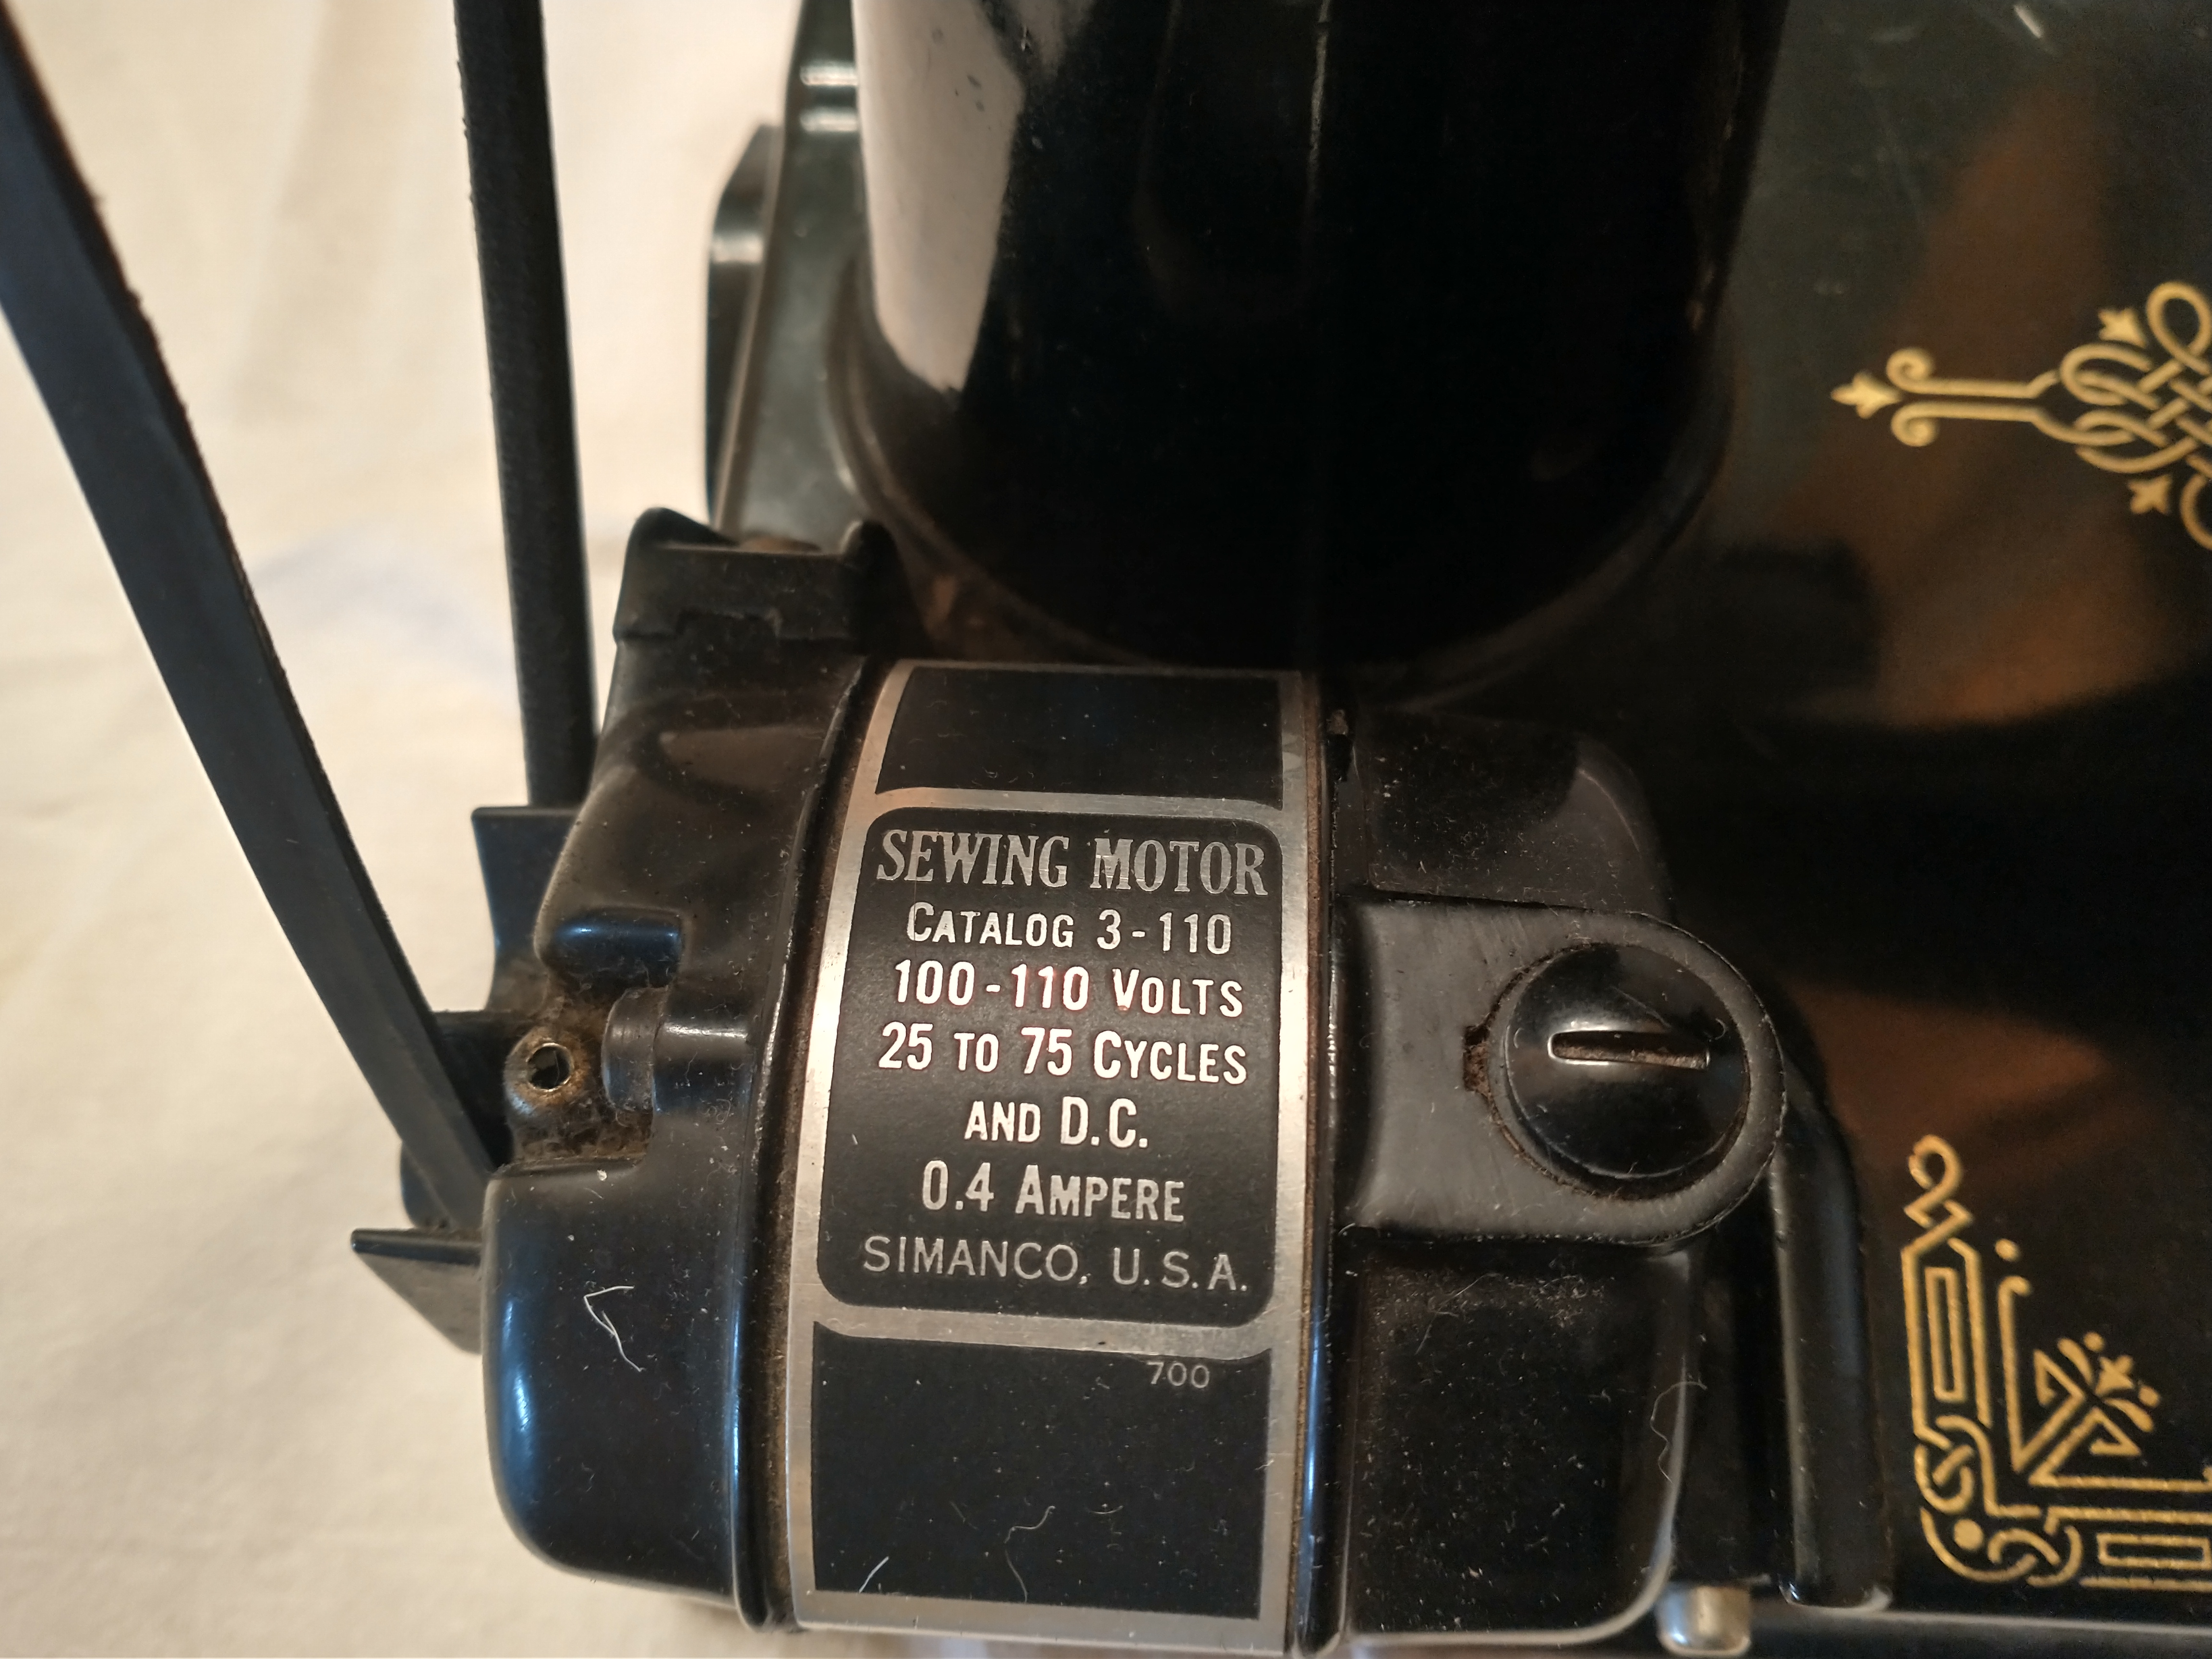 SEWING MOTOR
CATALOG 3-110
100-110 VOLTS
25 TO 75 CYCLES
AND D.C.
0.4 AMPERE
SIMANCO, U.S.A.
700